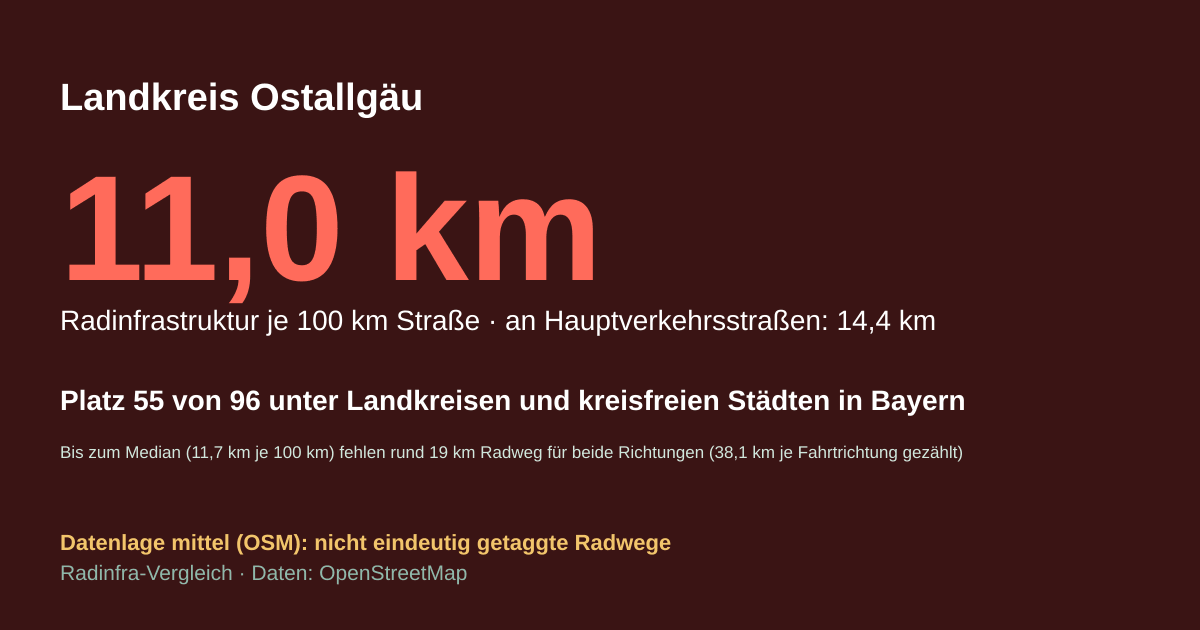 Landkreis Ostallgäu
11,0 km
Radinfrastruktur je 100 km Straße · an Hauptverkehrsstraßen: 14,4 km
Platz 55 von 96 unter Landkreisen und kreisfreien Städten in Bayern
Bis zum Median (11,7 km je 100 km) fehlen rund 19 km Radweg für beide Richtungen (38,1 km je Fahrtrichtung gezählt)
Datenlage mittel (OSM): nicht eindeutig getaggte Radwege
Radinfra-Vergleich · Daten: OpenStreetMap